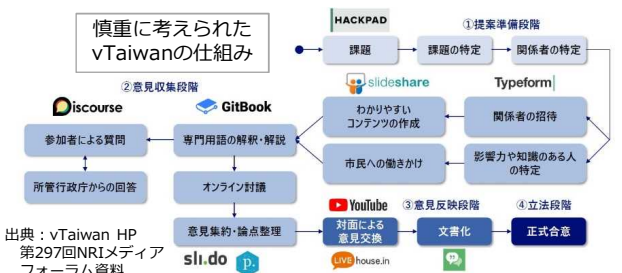 慎重に考えられた
vTaiwanの仕組み
HACKPAD
①提案準備段階
課題
課題の特定
関係者の特定
②意見収集段階
slideshare
Typeform
Discourse
GitBook
わかりやすい
コンテンツの作成
関係者の招待
参加者による質問
専門用語の解釈・解説
市民への働きかけ
影響力や知識のある人
の特定
所管行政庁からの回答
オンライン討議
YouTube
③意見反映段階
④立法段階
意見集約・論点整理
対面による
意見交換
文書化
正式合意
sli.do
p.
LIVE house.in
出典：vTaiwan HP
第297回NRIメディア
フォーラム資料